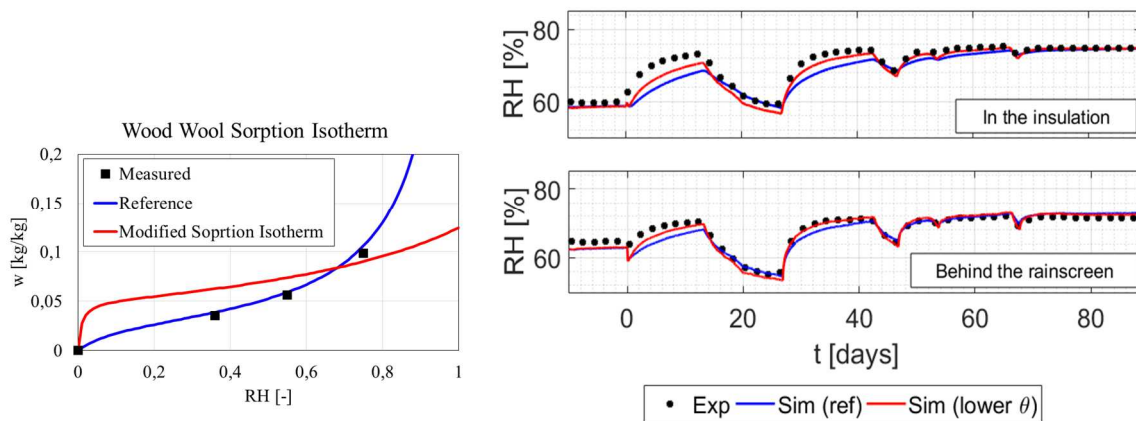 Wood Wool Sorption Isotherm
0,2
0,15
0,1
0,05
0
w [kg/kg]
Measured
Reference
Modified Soprtion Isotherm
0 0,2 0,4 0,6 0,8 1
RH [-]
80
60
RH [%]
In the insulation
80
60
RH [%]
Behind the rainscreen
0 20 40 60 80
t [days]
Exp Sim (ref) Sim (lower θ)